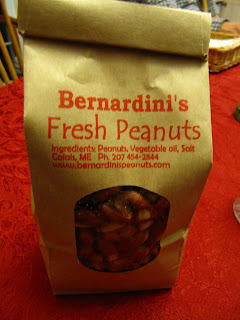 Bernardini's
Fresh Peanuts
Ingredients: Peanuts, Vegetable oil, Salt
Calais, ME Ph. 207 454-2844
www.bernardinispeanuts.com